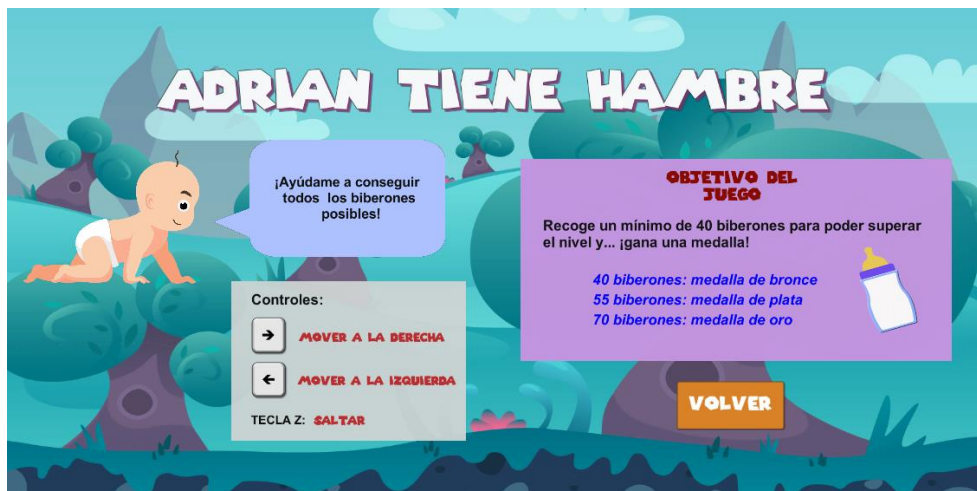 ADRIAN TIENE HAMBRE
¡Ayúdame a conseguir
todos los biberones
posibles!
Controles:
MOVER A LA DERECHA
MOVER A LA IZQUIERDA
TECLA Z: SALTAR
OBJETIVO DEL
JUEGO
Recoge un mínimo de 40 biberones para poder superar
el nivel y... ¡gana una medalla!
40 biberones: medalla de bronce
55 biberones: medalla de plata
70 biberones: medalla de oro
VOLVER